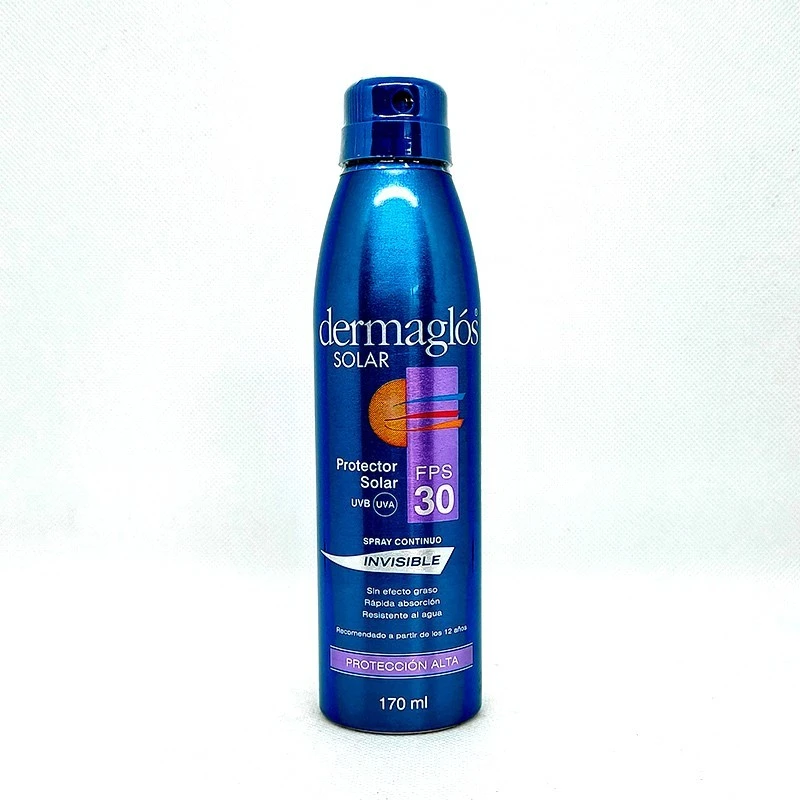 dermaglós®
SOLAR
Protector
Solar
UVB UVA
FPS
30
SPRAY CONTINUO
INVISIBLE
Sin efecto graso
Rápida absorción
Resistente al agua
Recomendado a partir de los 12 años
PROTECCIÓN ALTA
170 ml